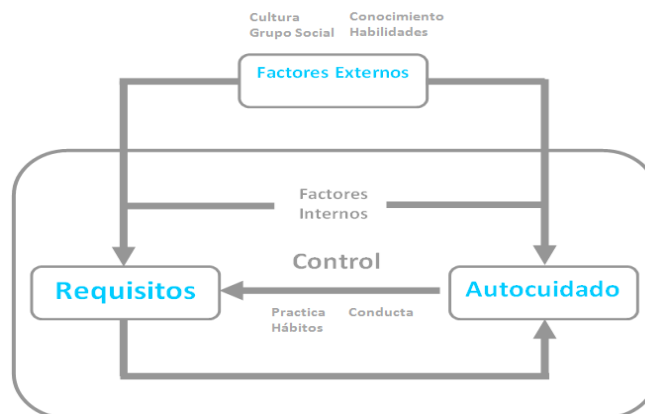 Cultura Conocimiento
Grupo Social Habilidades
Factores Externos
Factores
Internos
Control
Requisitos
Autocuidado
Practica Conducta
Hábitos